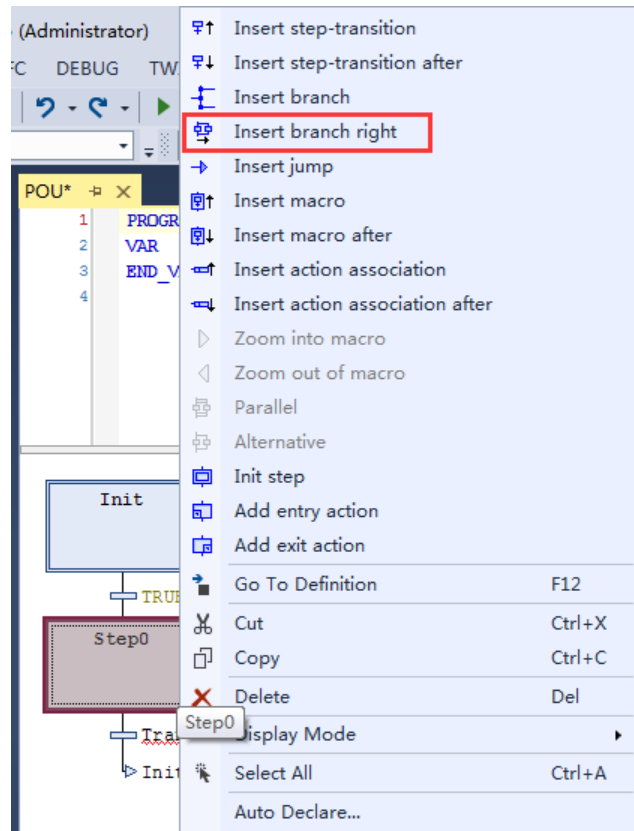 (Administrator)
FC DEBUG TW
POU*
1 PROGR
2 VAR
3 END_V
4
Init
TRUE
Step0
Tra
Init
Insert step-transition
Insert step-transition after
Insert branch
Insert branch right
Insert jump
Insert macro
Insert macro after
Insert action association
Insert action association after
Zoom into macro
Zoom out of macro
Parallel
Alternative
Init step
Add entry action
Add exit action
Go To Definition F12
Cut Ctrl+X
Copy Ctrl+C
Delete Del
Step0
Display Mode
Select All Ctrl+A
Auto Declare...